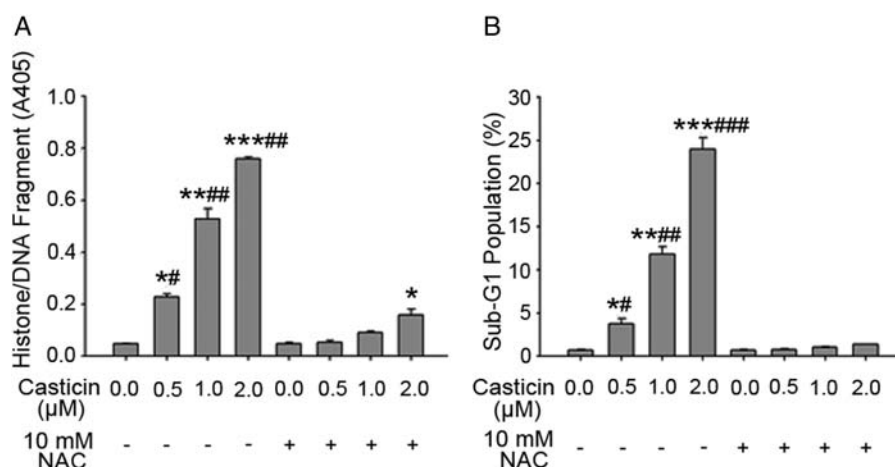 A
Histone/DNA Fragment (A405)
1.0
0.8
0.6
0.4
0.2
0.0
*#
**##
***##
*
Casticin 0.0 0.5 1.0 2.0 0.0 0.5 1.0 2.0
(μM)
10 mM - - - - + + + +
NAC
B
Sub-G1 Population (%)
30
25
20
15
10
5
0
*#
**##
***###
Casticin 0.0 0.5 1.0 2.0 0.0 0.5 1.0 2.0
(μM)
10 mM - - - - + + + +
NAC